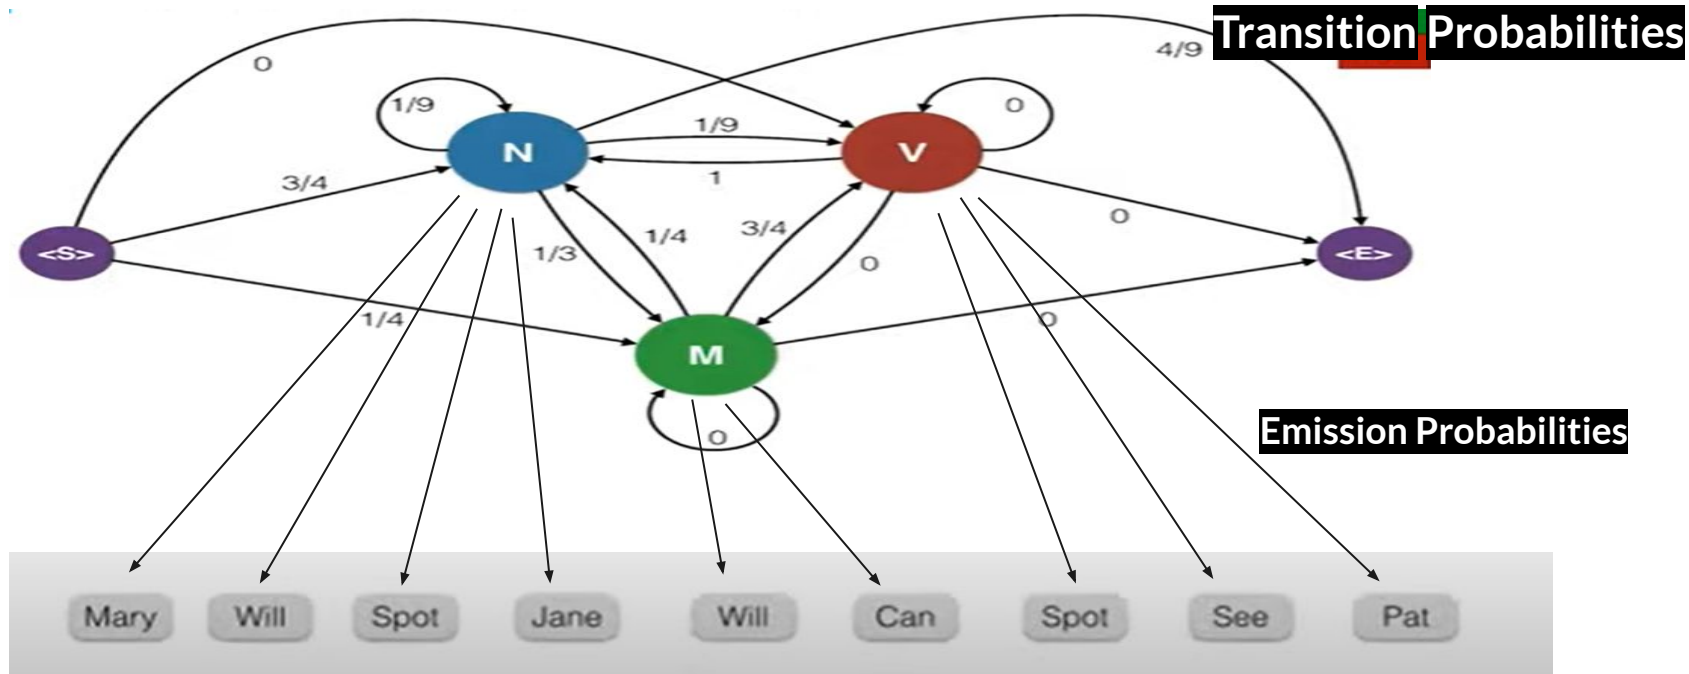 Transition Probabilities
4/9
0
1/9
0
N
1/9
V
1
3/4
0
1/3
1/4
3/4
0
<S>
<E>
1/4
0
M
0
Emission Probabilities
Mary
Will
Spot
Jane
Will
Can
Spot
See
Pat